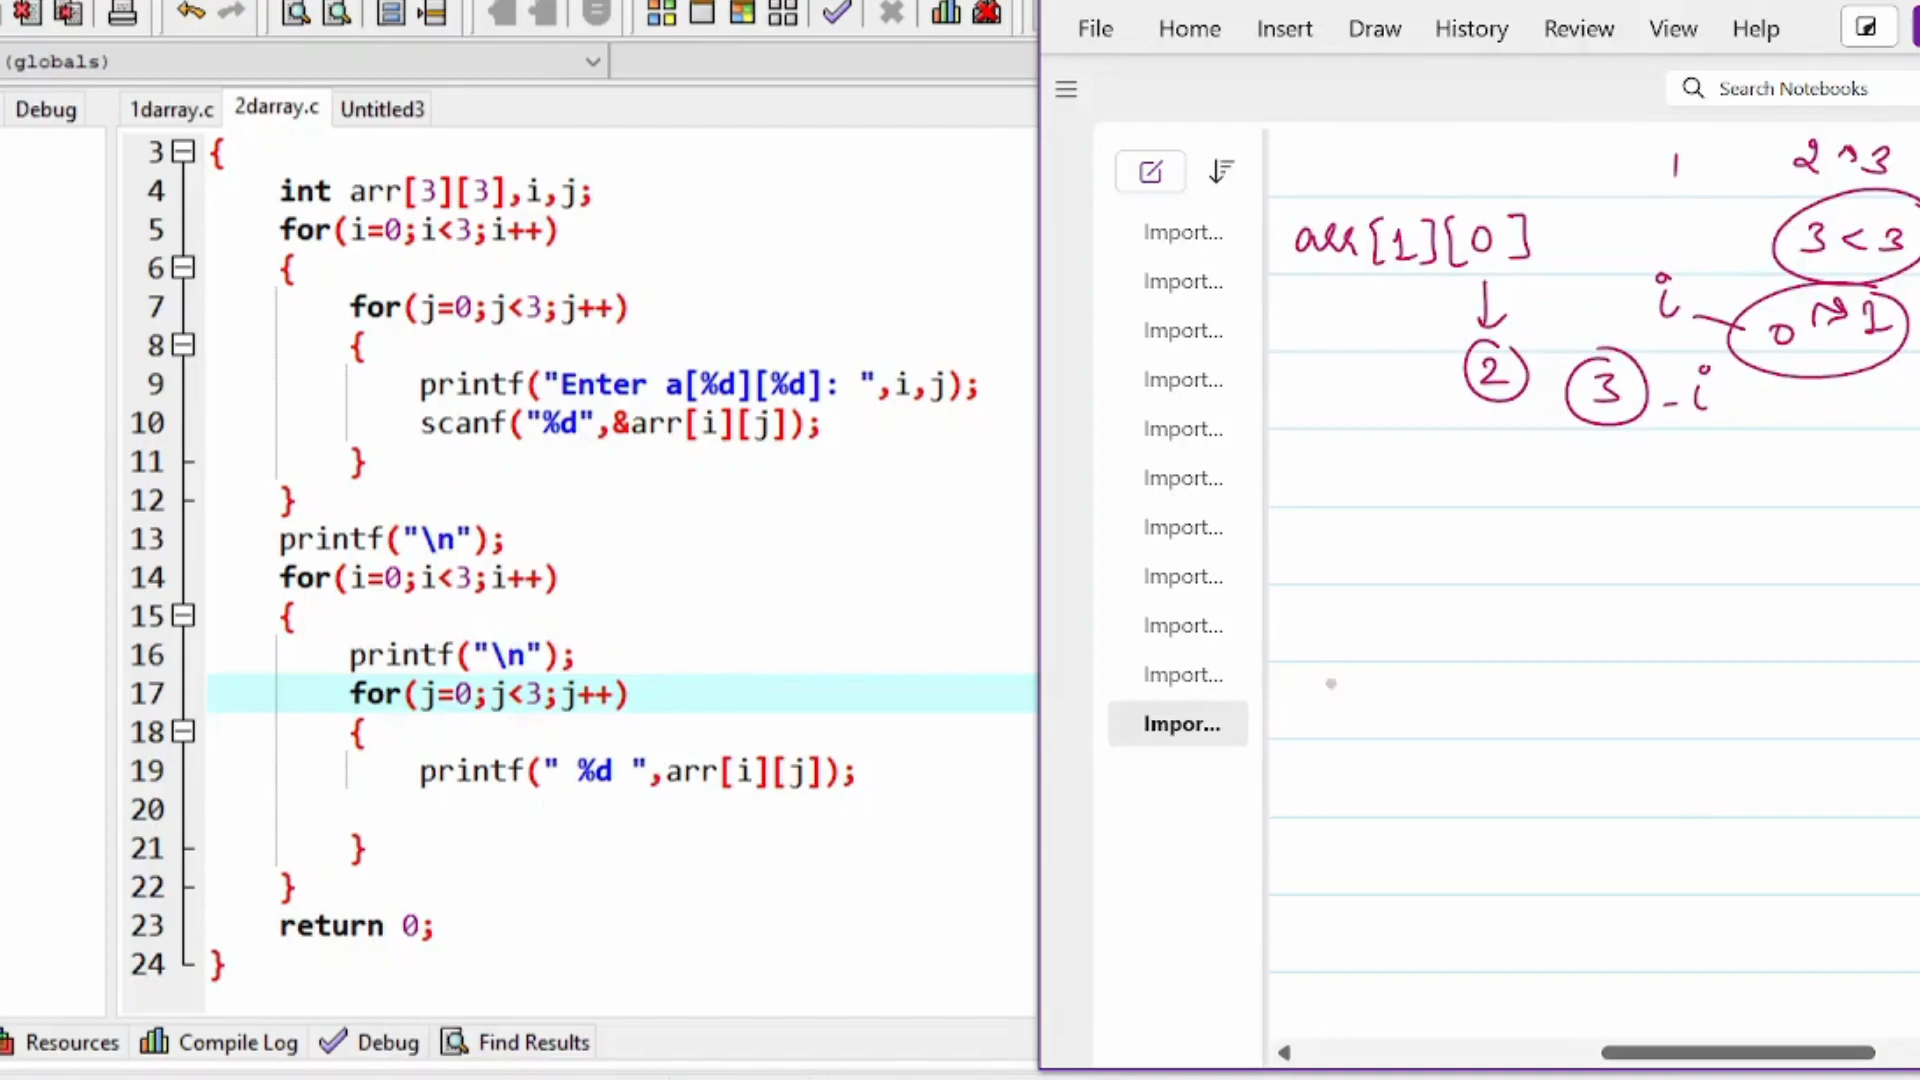 (globals)
Debug
1darray.c 2darray.c Untitled3
3 {
4 int arr[3][3],i,j;
5 for(i=0;i<3;i++)
6 {
7 for(j=0;j<3;j++)
8 {
9 printf("Enter a[%d][%d]: ",i,j);
10 scanf("%d",&arr[i][j]);
11 }
12 }
13 printf("\n");
14 for(i=0;i<3;i++)
15 {
16 printf("\n");
17 for(j=0;j<3;j++)
18 {
19 printf(" %d ",arr[i][j]);
20
21 }
22 }
23 return 0;
24 }
Resources Compile Log Debug Find Results
File Home Insert Draw History Review View Help
Search Notebooks
Import...
Import...
Import...
Import...
Import...
Import...
Import...
Import...
Import...
Import...
Impor...
1 2 3
arr[1][0] 3 < 3
i 0 1
2 3 - i